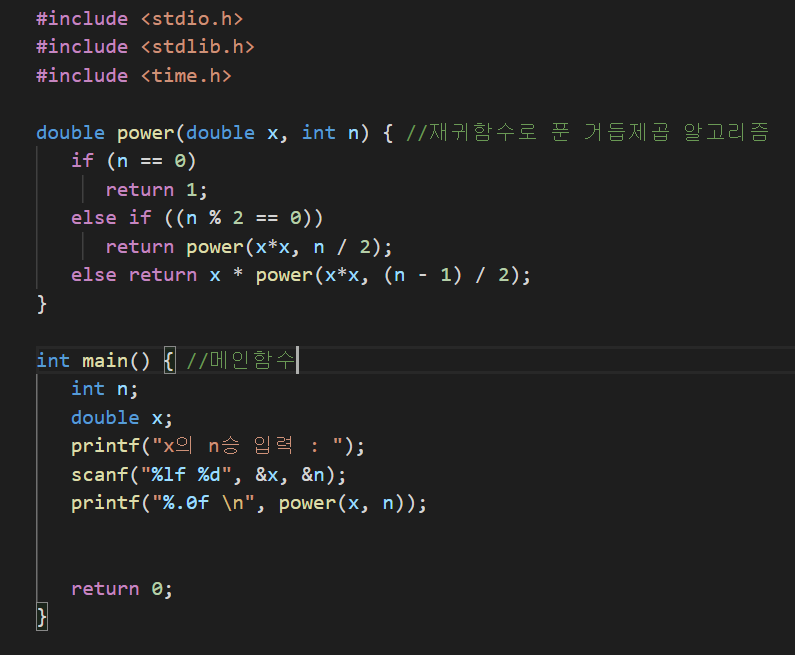 #include <stdio.h>
#include <stdlib.h>
#include <time.h>
double power(double x, int n) { //재귀함수로 푼 거듭제곱 알고리즘
if (n == 0)
return 1;
else if ((n % 2 == 0))
return power(x*x, n / 2);
else return x * power(x*x, (n - 1) / 2);
}
int main() { //메인함수
int n;
double x;
printf("x의 n승 입력 : ");
scanf("%lf %d", &x, &n);
printf("%.0f \n", power(x, n));
return 0;
}